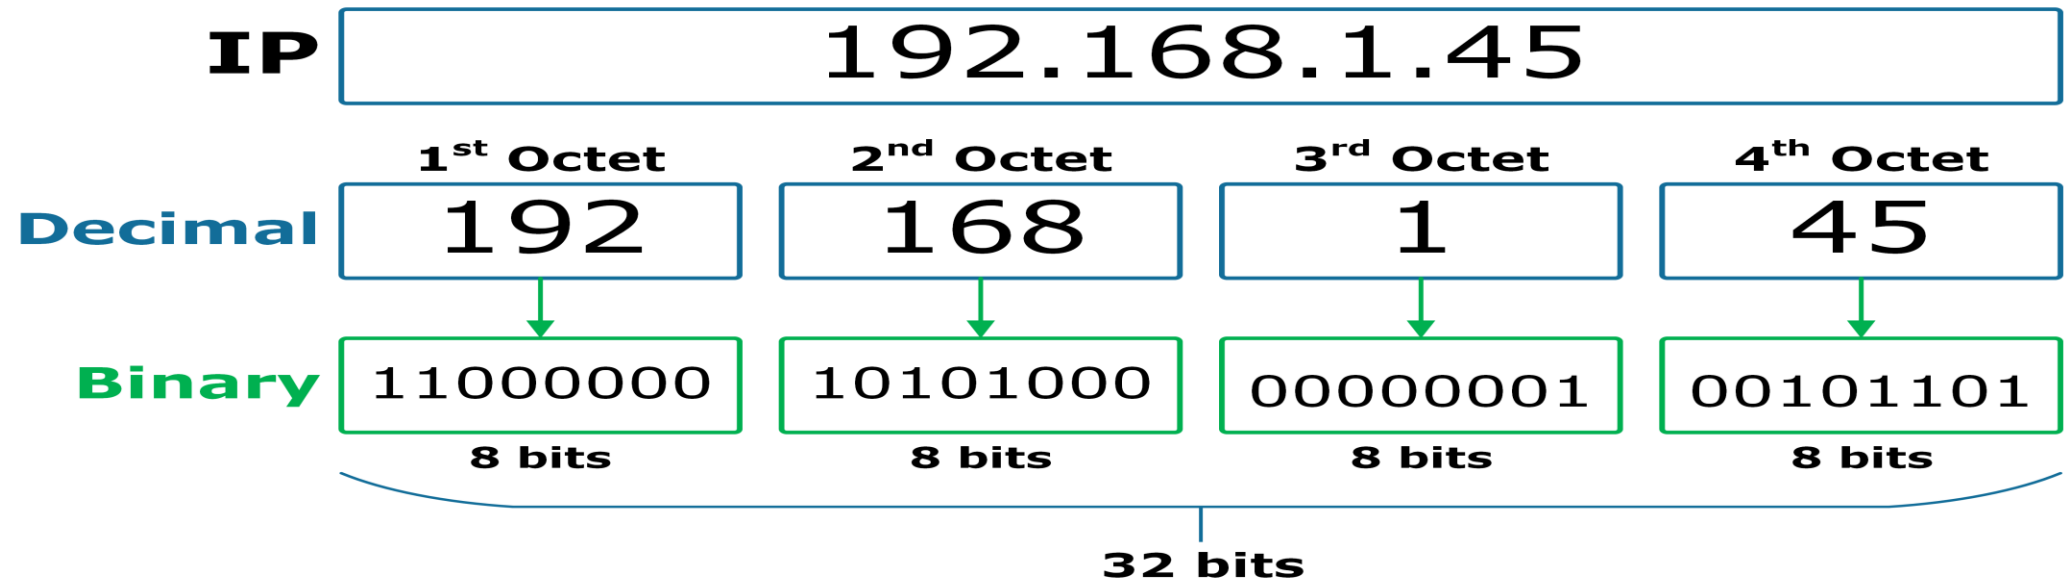 IP 192.168.1.45
1st Octet 2nd Octet 3rd Octet 4th Octet
Decimal 192 168 1 45
Binary 11000000 10101000 00000001 00101101
8 bits 8 bits 8 bits 8 bits
32 bits